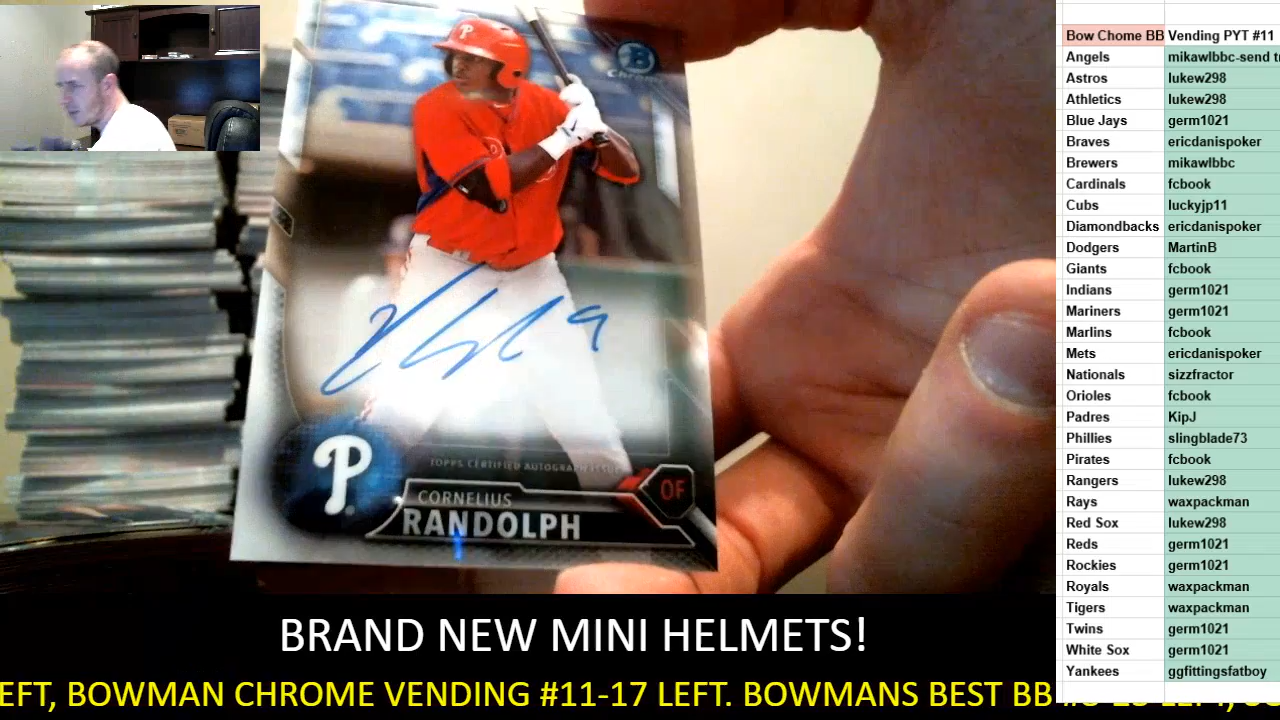 P
B
Chrome
TOPPS CERTIFIED AUTOGRAPH ISSUE
P
CORNELIUS
RANDOLPH
OF
BRAND NEW MINI HELMETS!
EFT, BOWMAN CHROME VENDING #11-17 LEFT. BOWMANS BEST BB
Bow Chome BB Vending PYT #11
Angels mikawlbbc-send
Astros lukew298
Athletics lukew298
Blue Jays germ1021
Braves ericdanispoker
Brewers mikawlbbc
Cardinals fcbook
Cubs luckyjp11
Diamondbacks ericdanispoker
Dodgers MartinB
Giants fcbook
Indians germ1021
Mariners germ1021
Marlins fcbook
Mets ericdanispoker
Nationals sizzfractor
Orioles fcbook
Padres KipJ
Phillies slingblade73
Pirates fcbook
Rangers lukew298
Rays waxpackman
Red Sox lukew298
Reds germ1021
Rockies germ1021
Royals waxpackman
Tigers waxpackman
Twins germ1021
White Sox germ1021
Yankees ggfittingsfatboy